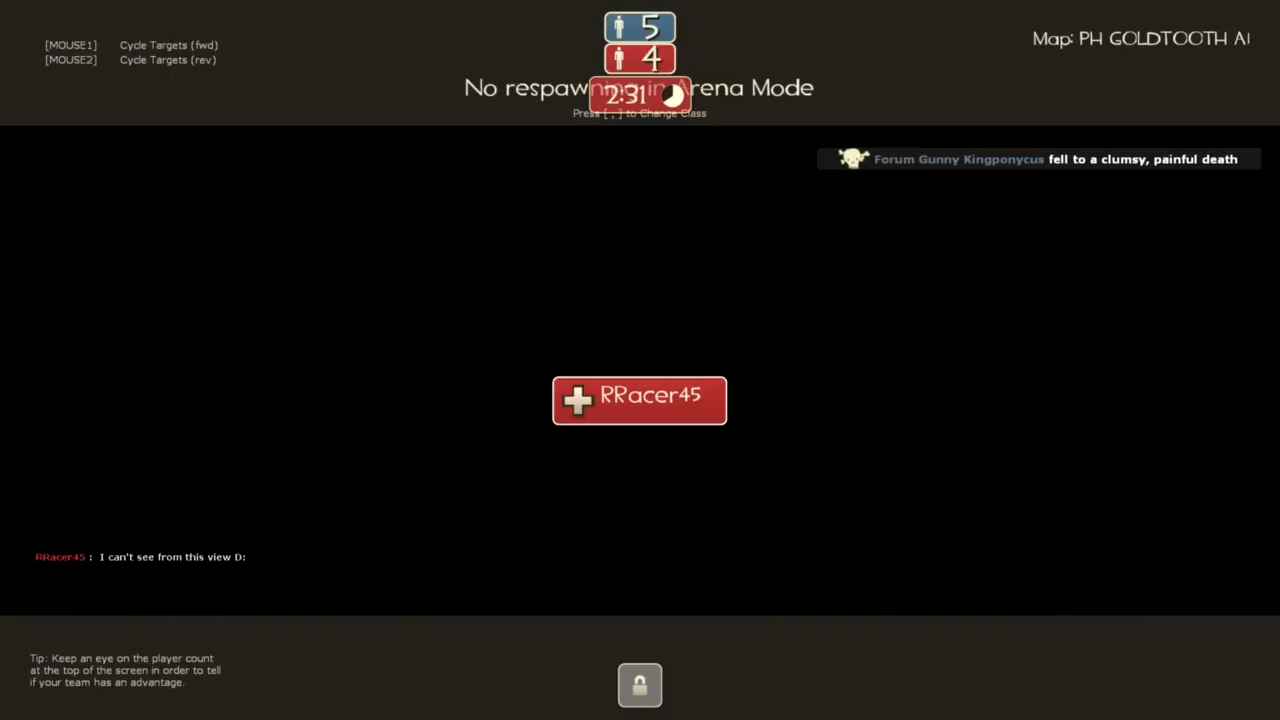 [MOUSE1] Cycle Targets (fwd)
[MOUSE2] Cycle Targets (rev)
5
4
2:31
No respawning in Arena Mode
Press [ , ] to Change Class
Map: PH GOLDTOOTH
Forum Gunny Kingponycus fell to a clumsy, painful death
RRacer45
RRacer45 : I can't see from this view D:
Tip: Keep an eye on the player count
at the top of the screen in order to tell
if your team has an advantage.